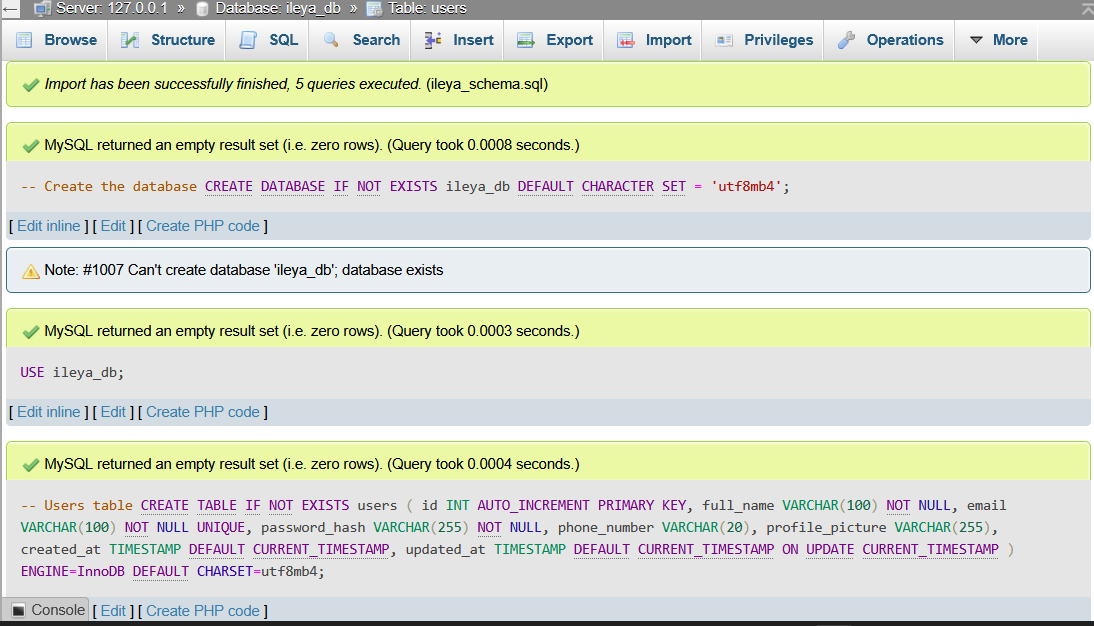 Server: 127.0.0.1 » Database: ileya_db » Table: users
Browse Structure SQL Search Insert Export Import Privileges Operations More
Import has been successfully finished, 5 queries executed. (ileya_schema.sql)
MySQL returned an empty result set (i.e. zero rows). (Query took 0.0008 seconds.)
-- Create the database CREATE DATABASE IF NOT EXISTS ileya_db DEFAULT CHARACTER SET = 'utf8mb4';
[ Edit inline ] [ Edit ] [ Create PHP code ]
Note: #1007 Can't create database 'ileya_db'; database exists
MySQL returned an empty result set (i.e. zero rows). (Query took 0.0003 seconds.)
USE ileya_db;
[ Edit inline ] [ Edit ] [ Create PHP code ]
MySQL returned an empty result set (i.e. zero rows). (Query took 0.0004 seconds.)
-- Users table CREATE TABLE IF NOT EXISTS users ( id INT AUTO_INCREMENT PRIMARY KEY, full_name VARCHAR(100) NOT NULL, email
VARCHAR(100) NOT NULL UNIQUE, password_hash VARCHAR(255) NOT NULL, phone_number VARCHAR(20), profile_picture VARCHAR(255),
created_at TIMESTAMP DEFAULT CURRENT_TIMESTAMP, updated_at TIMESTAMP DEFAULT CURRENT_TIMESTAMP ON UPDATE CURRENT_TIMESTAMP )
ENGINE=InnoDB DEFAULT CHARSET=utf8mb4;
Console [ Edit ] [ Create PHP code ]